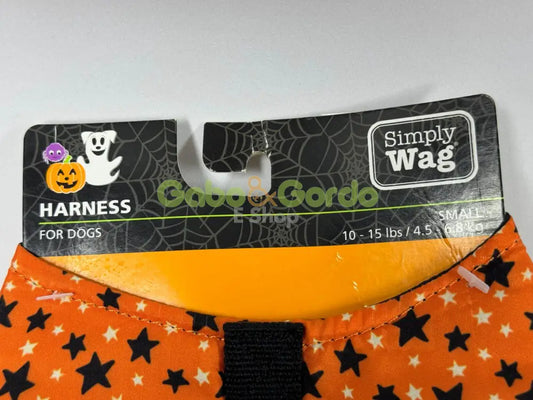 Simply
Wag®
Gabo&Gordo
E-Shop
HARNESS
FOR DOGS
SMALL
10 - 15 lbs / 4.5 - 6.8 kg